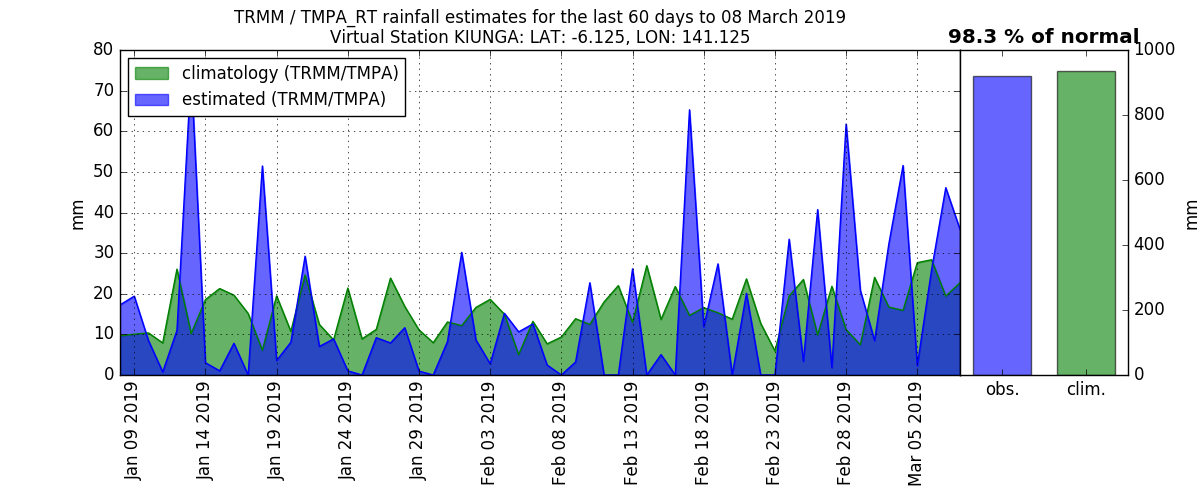 TRMM / TMPA_RT rainfall estimates for the last 60 days to 08 March 2019
Virtual Station KIUNGA: LAT: -6.125, LON: 141.125
98.3 % of normal
climatology (TRMM/TMPA)
estimated (TRMM/TMPA)
mm
80
70
60
50
40
30
20
10
0
Jan 09 2019
Jan 14 2019
Jan 19 2019
Jan 24 2019
Jan 29 2019
Feb 03 2019
Feb 08 2019
Feb 13 2019
Feb 18 2019
Feb 23 2019
Feb 28 2019
Mar 05 2019
obs.
clim.
1000
800
600
400
200
0
mm